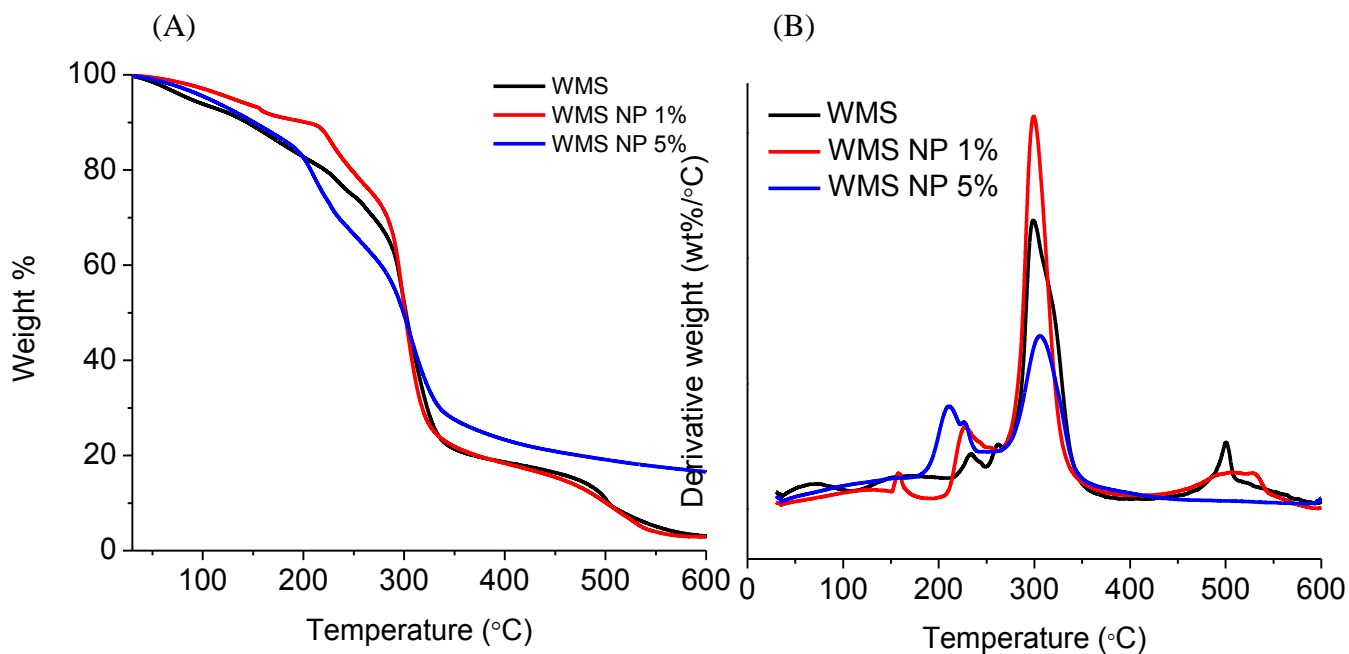 (A)
100
80
60
40
20
0
Weight %
WMS
WMS NP 1%
WMS NP 5%
100 200 300 400 500 600
Temperature (°C)
(B)
Derivative weight (wt%/°C)
WMS
WMS NP 1%
WMS NP 5%
0 100 200 300 400 500 600
Temperature (°C)